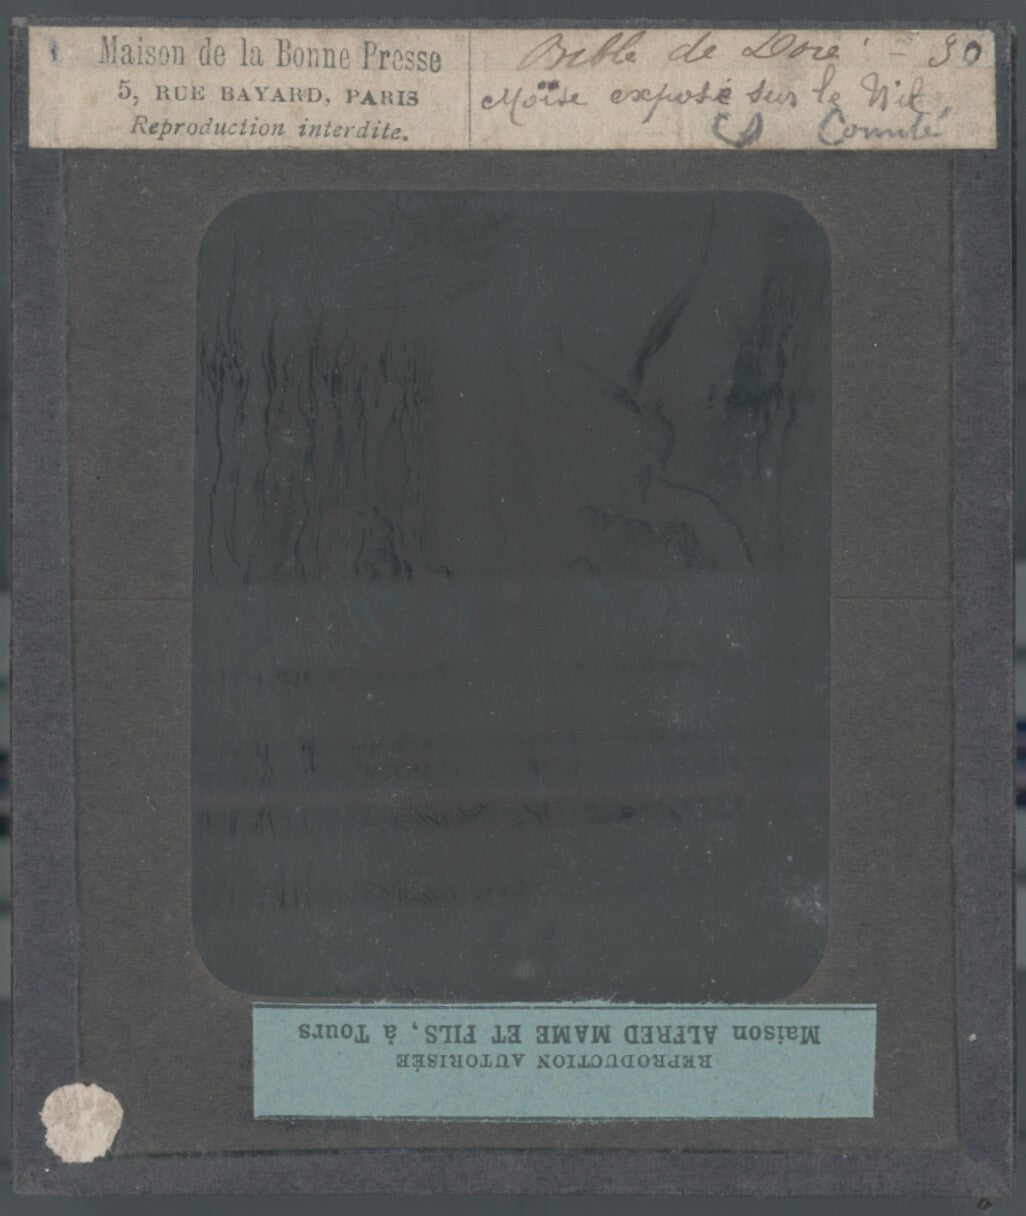 Maison de la Bonne Presse
5, RUE BAYARD, PARIS
Reproduction interdite.
Bible de Doré - 30
Moïse exposé sur le Nil
Maison ALFRED MAME ET FILS, à Tours
REPRODUCTION AUTORISÉE